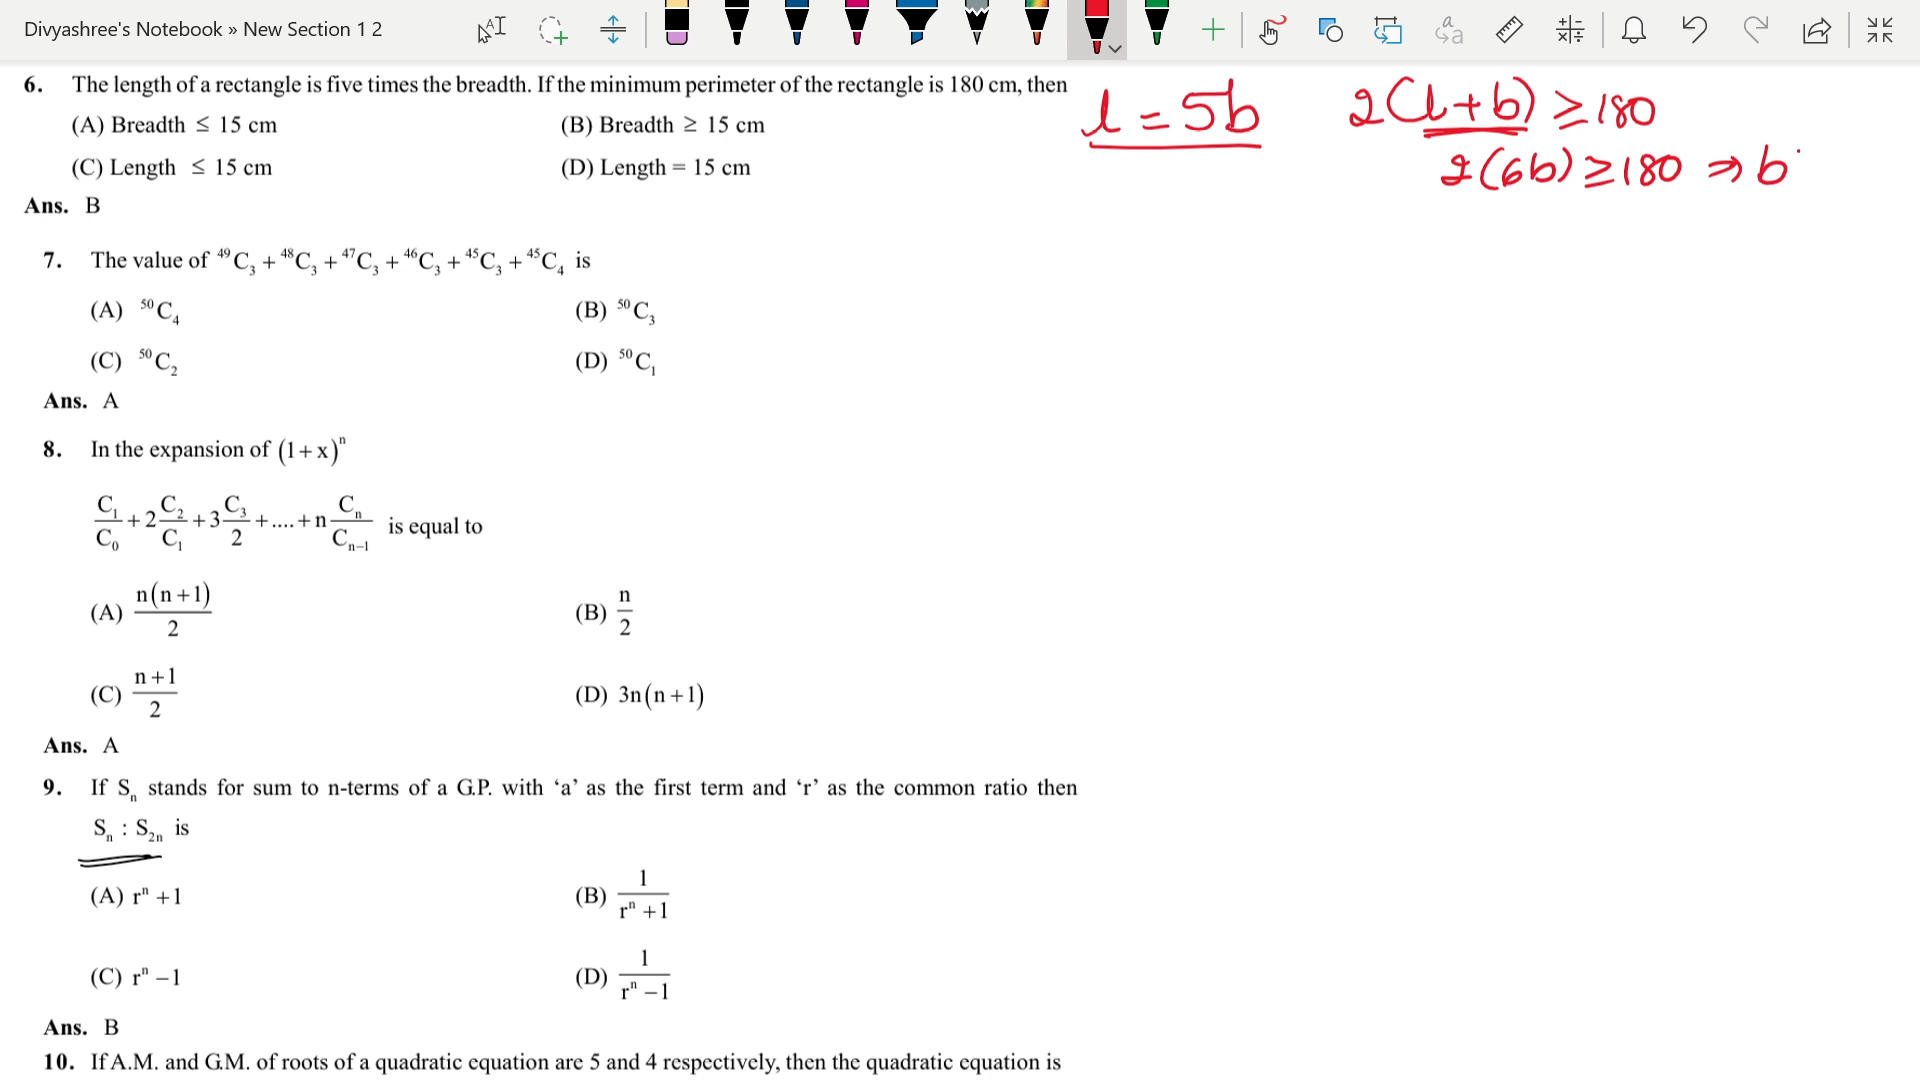 Divyashree's Notebook » New Section 1 2
6. The length of a rectangle is five times the breadth. If the minimum perimeter of the rectangle is 180 cm, then
(A) Breadth ≤ 15 cm (B) Breadth ≥ 15 cm
(C) Length ≤ 15 cm (D) Length = 15 cm
Ans. B
l = 5b 2(l+b) ≥ 180
2(6b) ≥ 180 ⇒ b
7. The value of ⁴⁹C₃ + ⁴⁸C₃ + ⁴⁷C₃ + ⁴⁶C₃ + ⁴⁵C₃ + ⁴⁵C₄ is
(A) ⁵⁰C₄ (B) ⁵⁰C₃
(C) ⁵⁰C₂ (D) ⁵⁰C₁
Ans. A
8. In the expansion of (1+x)ⁿ
C₁/C₀ + 2 C₂/C₁ + 3 C₃/2 + .... + n Cₙ/Cₙ₋₁ is equal to
(A) n(n+1)/2 (B) n/2
(C) n+1/2 (D) 3n(n+1)
Ans. A
9. If Sₙ stands for sum to n-terms of a G.P. with ‘a’ as the first term and ‘r’ as the common ratio then
Sₙ : S₂ₙ is
(A) rⁿ +1 (B) 1/rⁿ +1
(C) rⁿ −1 (D) 1/rⁿ −1
Ans. B
10. If A.M. and G.M. of roots of a quadratic equation are 5 and 4 respectively, then the quadratic equation is